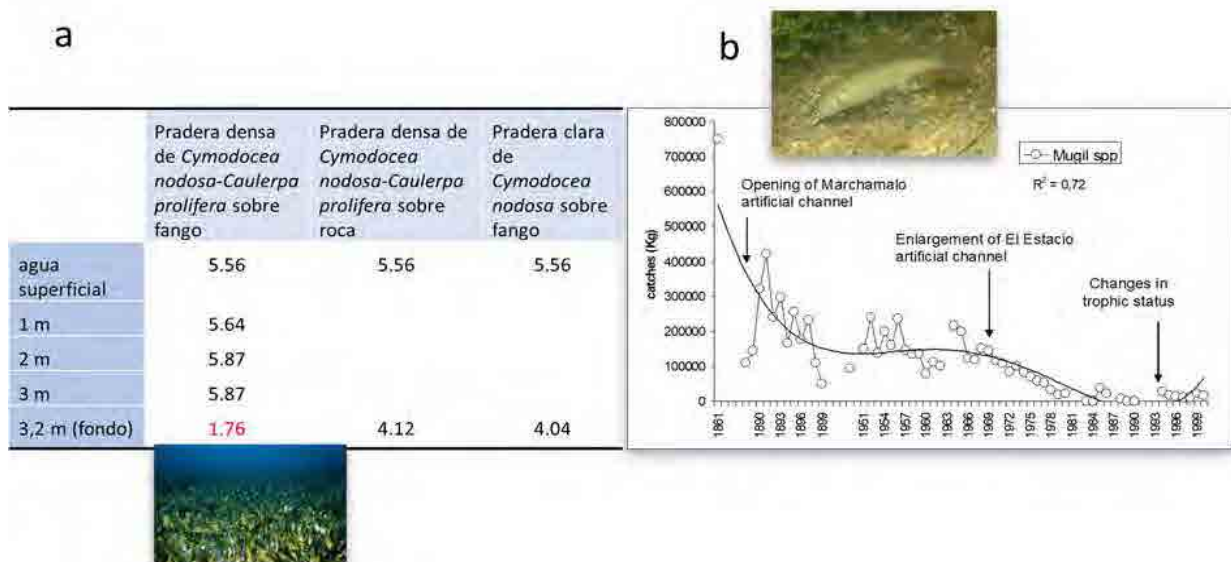 a
Pradera densa
de Cymodocea
nodosa-Caulerpa
prolifera sobre
fango
Pradera densa de
Cymodocea
nodosa-Caulerpa
prolifera sobre
roca
Pradera clara
de
Cymodocea
nodosa sobre
fango
agua
superficial
5.56
5.56
5.56
1 m
5.64
2 m
5.87
3 m
5.87
3,2 m (fondo)
1.76
4.12
4.04
b
catches (Kg)
800000
700000
600000
500000
400000
300000
200000
100000
0
Mugil spp
R² = 0,72
Opening of Marchamalo
artificial channel
Enlargement of El Estacio
artificial channel
Changes in
trophic status
1861
1890
1893
1896
1899
1951
1954
1957
1960
1963
1966
1969
1972
1975
1978
1981
1984
1987
1990
1993
1996
1999